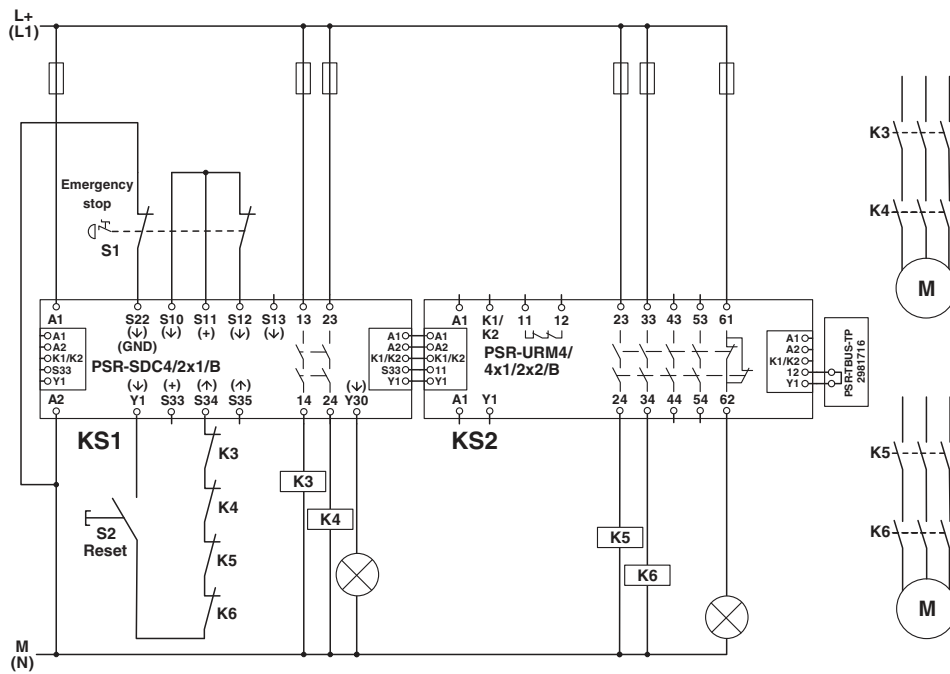 L+
(L1)
Emergency
stop
S1
K3
K4
M
A1 S22 S10 S11 S12 S13 13 23
(↓) (↓) (+) (↓) (↓)
(GND)
A1
A2
K1/K2
S33
Y1
PSR-SDC4/2x1/B
(↓) (+) (↑) (↑) (↓)
A2 Y1 S33 S34 S35 14 24 Y30
A1 A1
A2 A2
K1/K2 K1/K2
S33 11
Y1 Y1
A1 K1/ 11 12 23 33 43 53 61
K2
PSR-URM4/
4x1/2x2/B
A1 Y1 24 34 44 54 62
A1
A2
K1/K2
12
Y1
PSR-TBUS-TP
2981716
KS1
KS2
K3
K4
K5
K6
S2
Reset
K3
K4
K5
K6
K5
K6
M
M
(N)